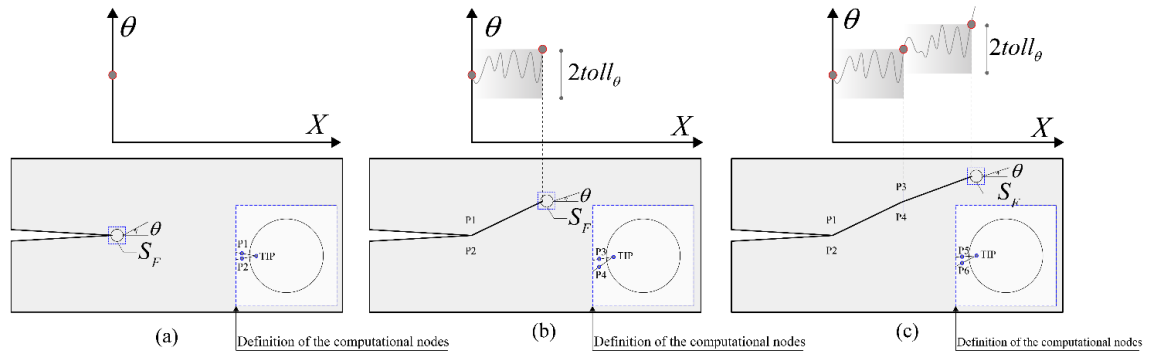 θ
X
θ
S_F
P1
P2
TIP
(a)
Definition of the computational nodes
θ
2toll_θ
X
P1
P2
θ
S_F
P3
P4
TIP
(b)
Definition of the computational nodes
θ
2toll_θ
X
P1
P2
P3
P4
θ
S_F
P5
P6
TIP
(c)
Definition of the computational nodes